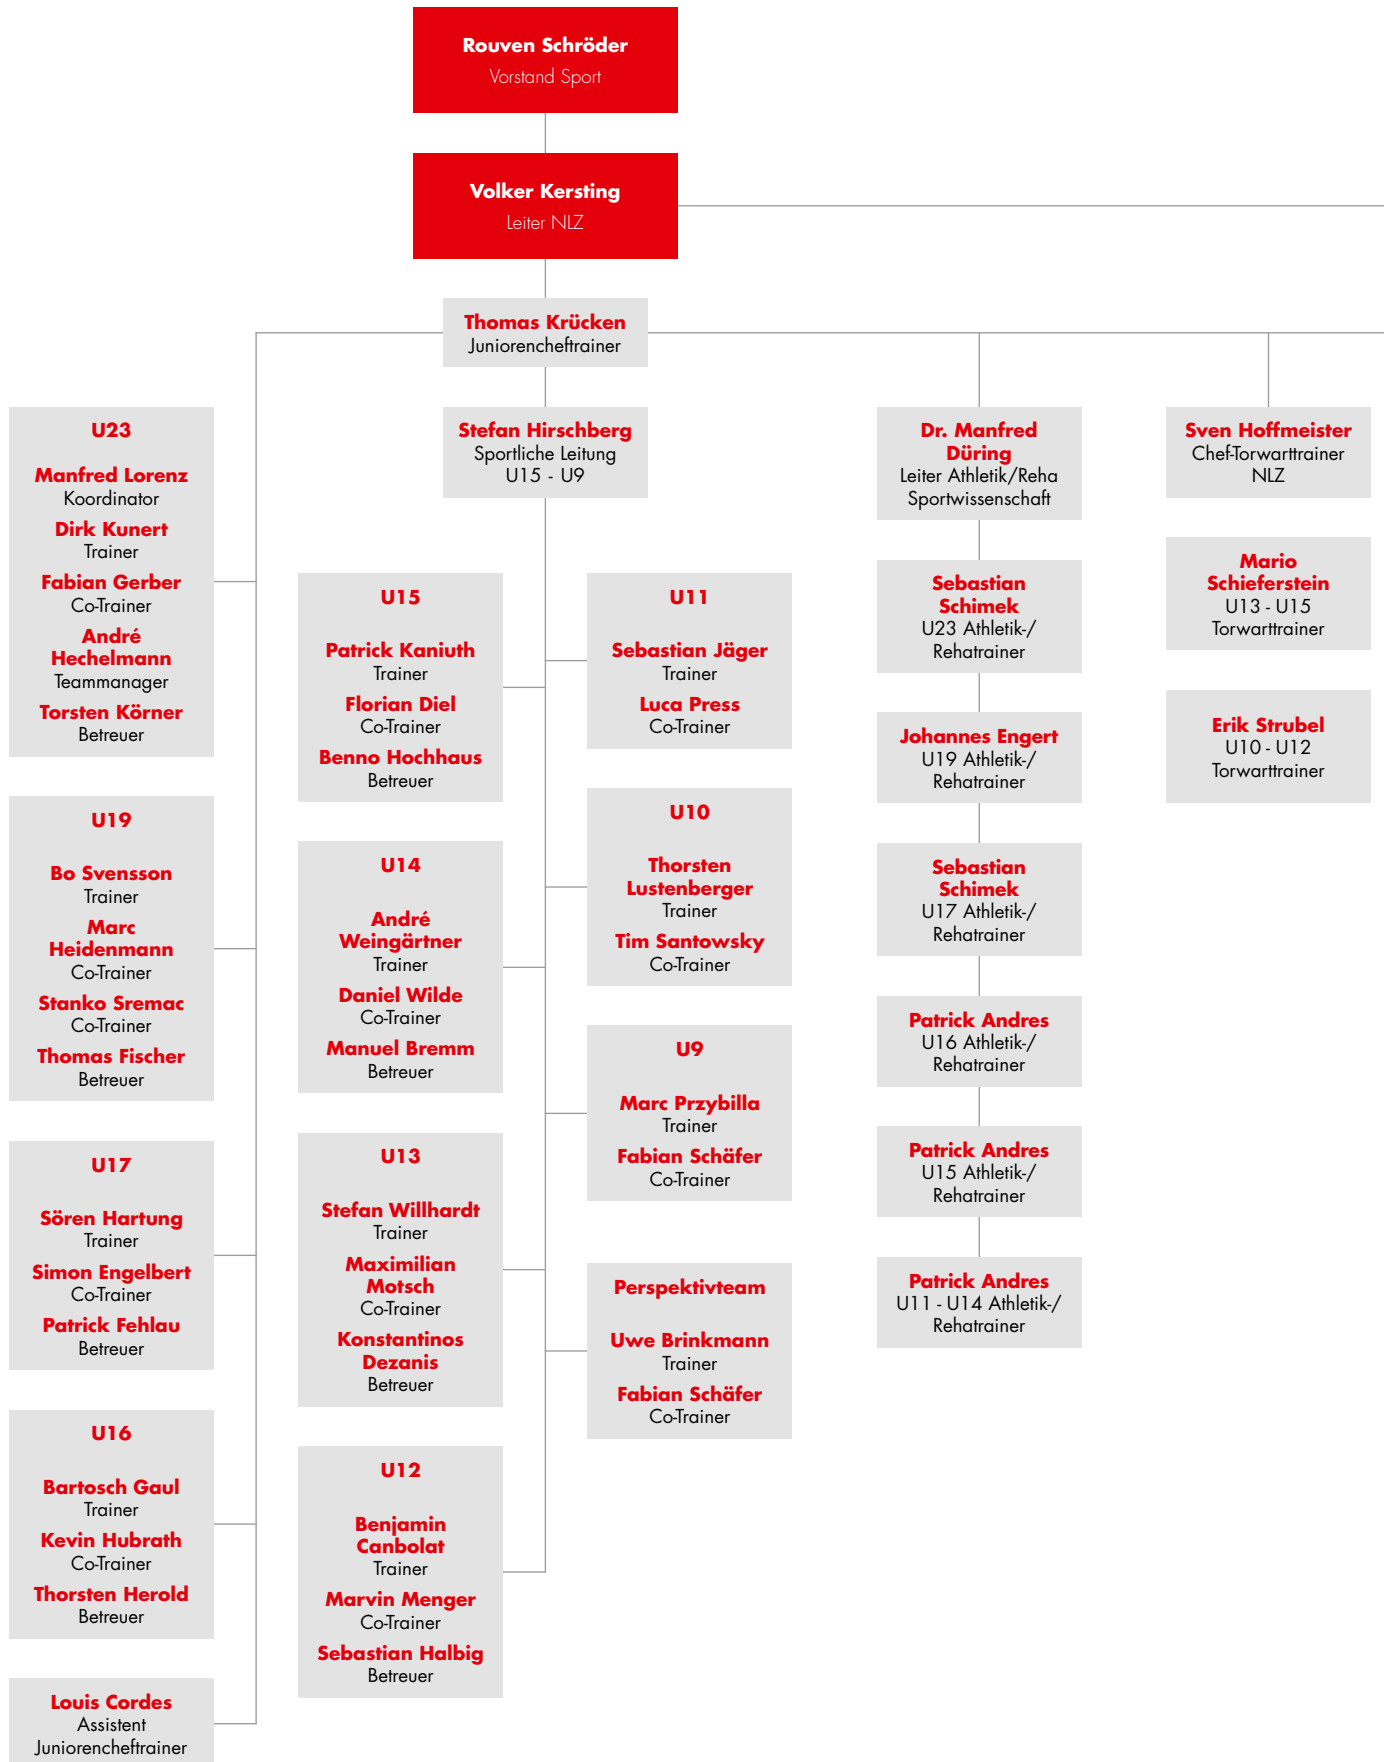 Rouven Schröder
Vorstand Sport
Volker Kersting
Leiter NLZ
Thomas Krücken
Juniorencheftrainer
U23
Manfred Lorenz
Koordinator
Dirk Kunert
Trainer
Fabian Gerber
Co-Trainer
André
Hechelmann
Teammanager
Torsten Körner
Betreuer
U19
Bo Svensson
Trainer
Marc
Heidenmann
Co-Trainer
Stanko Sremac
Co-Trainer
Thomas Fischer
Betreuer
U17
Sören Hartung
Trainer
Simon Engelbert
Co-Trainer
Patrick Fehlau
Betreuer
U16
Bartosch Gaul
Trainer
Kevin Hubrath
Co-Trainer
Thorsten Herold
Betreuer
Louis Cordes
Assistent
Juniorencheftrainer
Stefan Hirschberg
Sportliche Leitung
U15 - U9
U15
Patrick Kaniuth
Trainer
Florian Diel
Co-Trainer
Benno Hochhaus
Betreuer
U14
André
Weingärtner
Trainer
Daniel Wilde
Co-Trainer
Manuel Bremm
Betreuer
U13
Stefan Willhardt
Trainer
Maximilian
Motsch
Co-Trainer
Konstantinos
Dezanis
Betreuer
U12
Benjamin
Canbolat
Trainer
Marvin Menger
Co-Trainer
Sebastian Halbig
Betreuer
U11
Sebastian Jäger
Trainer
Luca Press
Co-Trainer
U10
Thorsten
Lustenberger
Trainer
Tim Santowsky
Co-Trainer
U9
Marc Przybilla
Trainer
Fabian Schäfer
Co-Trainer
Perspektivteam
Uwe Brinkmann
Trainer
Fabian Schäfer
Co-Trainer
Dr. Manfred
Düring
Leiter Athletik/Reha
Sportwissenschaft
Sebastian
Schimek
U23 Athletik-/
Rehatrainer
Johannes Engert
U19 Athletik-/
Rehatrainer
Sebastian
Schimek
U17 Athletik-/
Rehatrainer
Patrick Andres
U16 Athletik-/
Rehatrainer
Patrick Andres
U15 Athletik-/
Rehatrainer
Patrick Andres
U11 - U14 Athletik-/
Rehatrainer
Sven Hoffmeister
Chef-Torwarttrainer
NLZ
Mario
Schieferstein
U13 - U15
Torwarttrainer
Erik Strubel
U10 - U12
Torwarttrainer